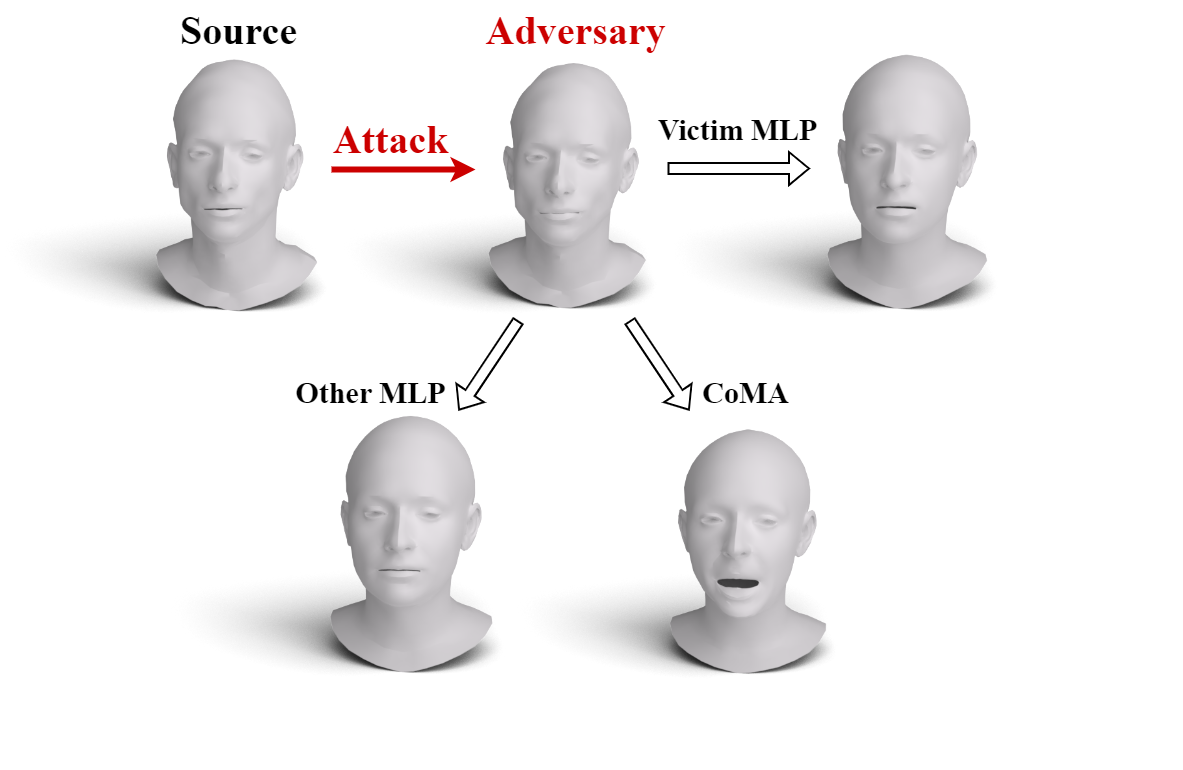 Source
Adversary
Attack
Victim MLP
Other MLP
CoMA